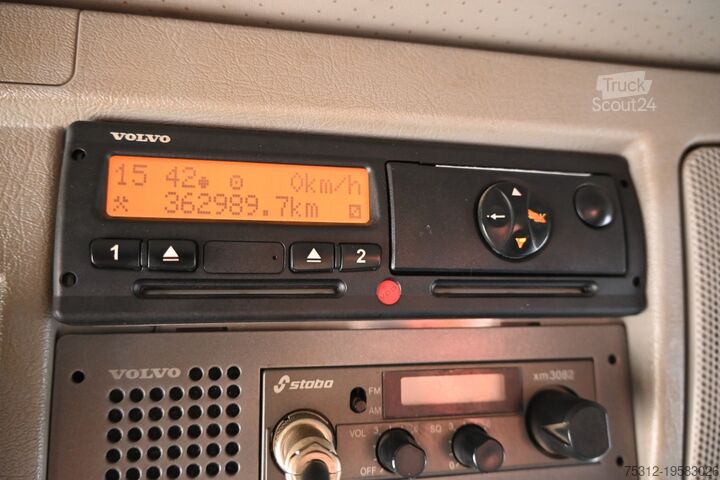 Truck
Scout24
VOLVO
15 42 0km/h
362989.7km
1 2
VOLVO
stabo
xm 3082
FM
AM
VOL SQ
OFF
75312-19583026